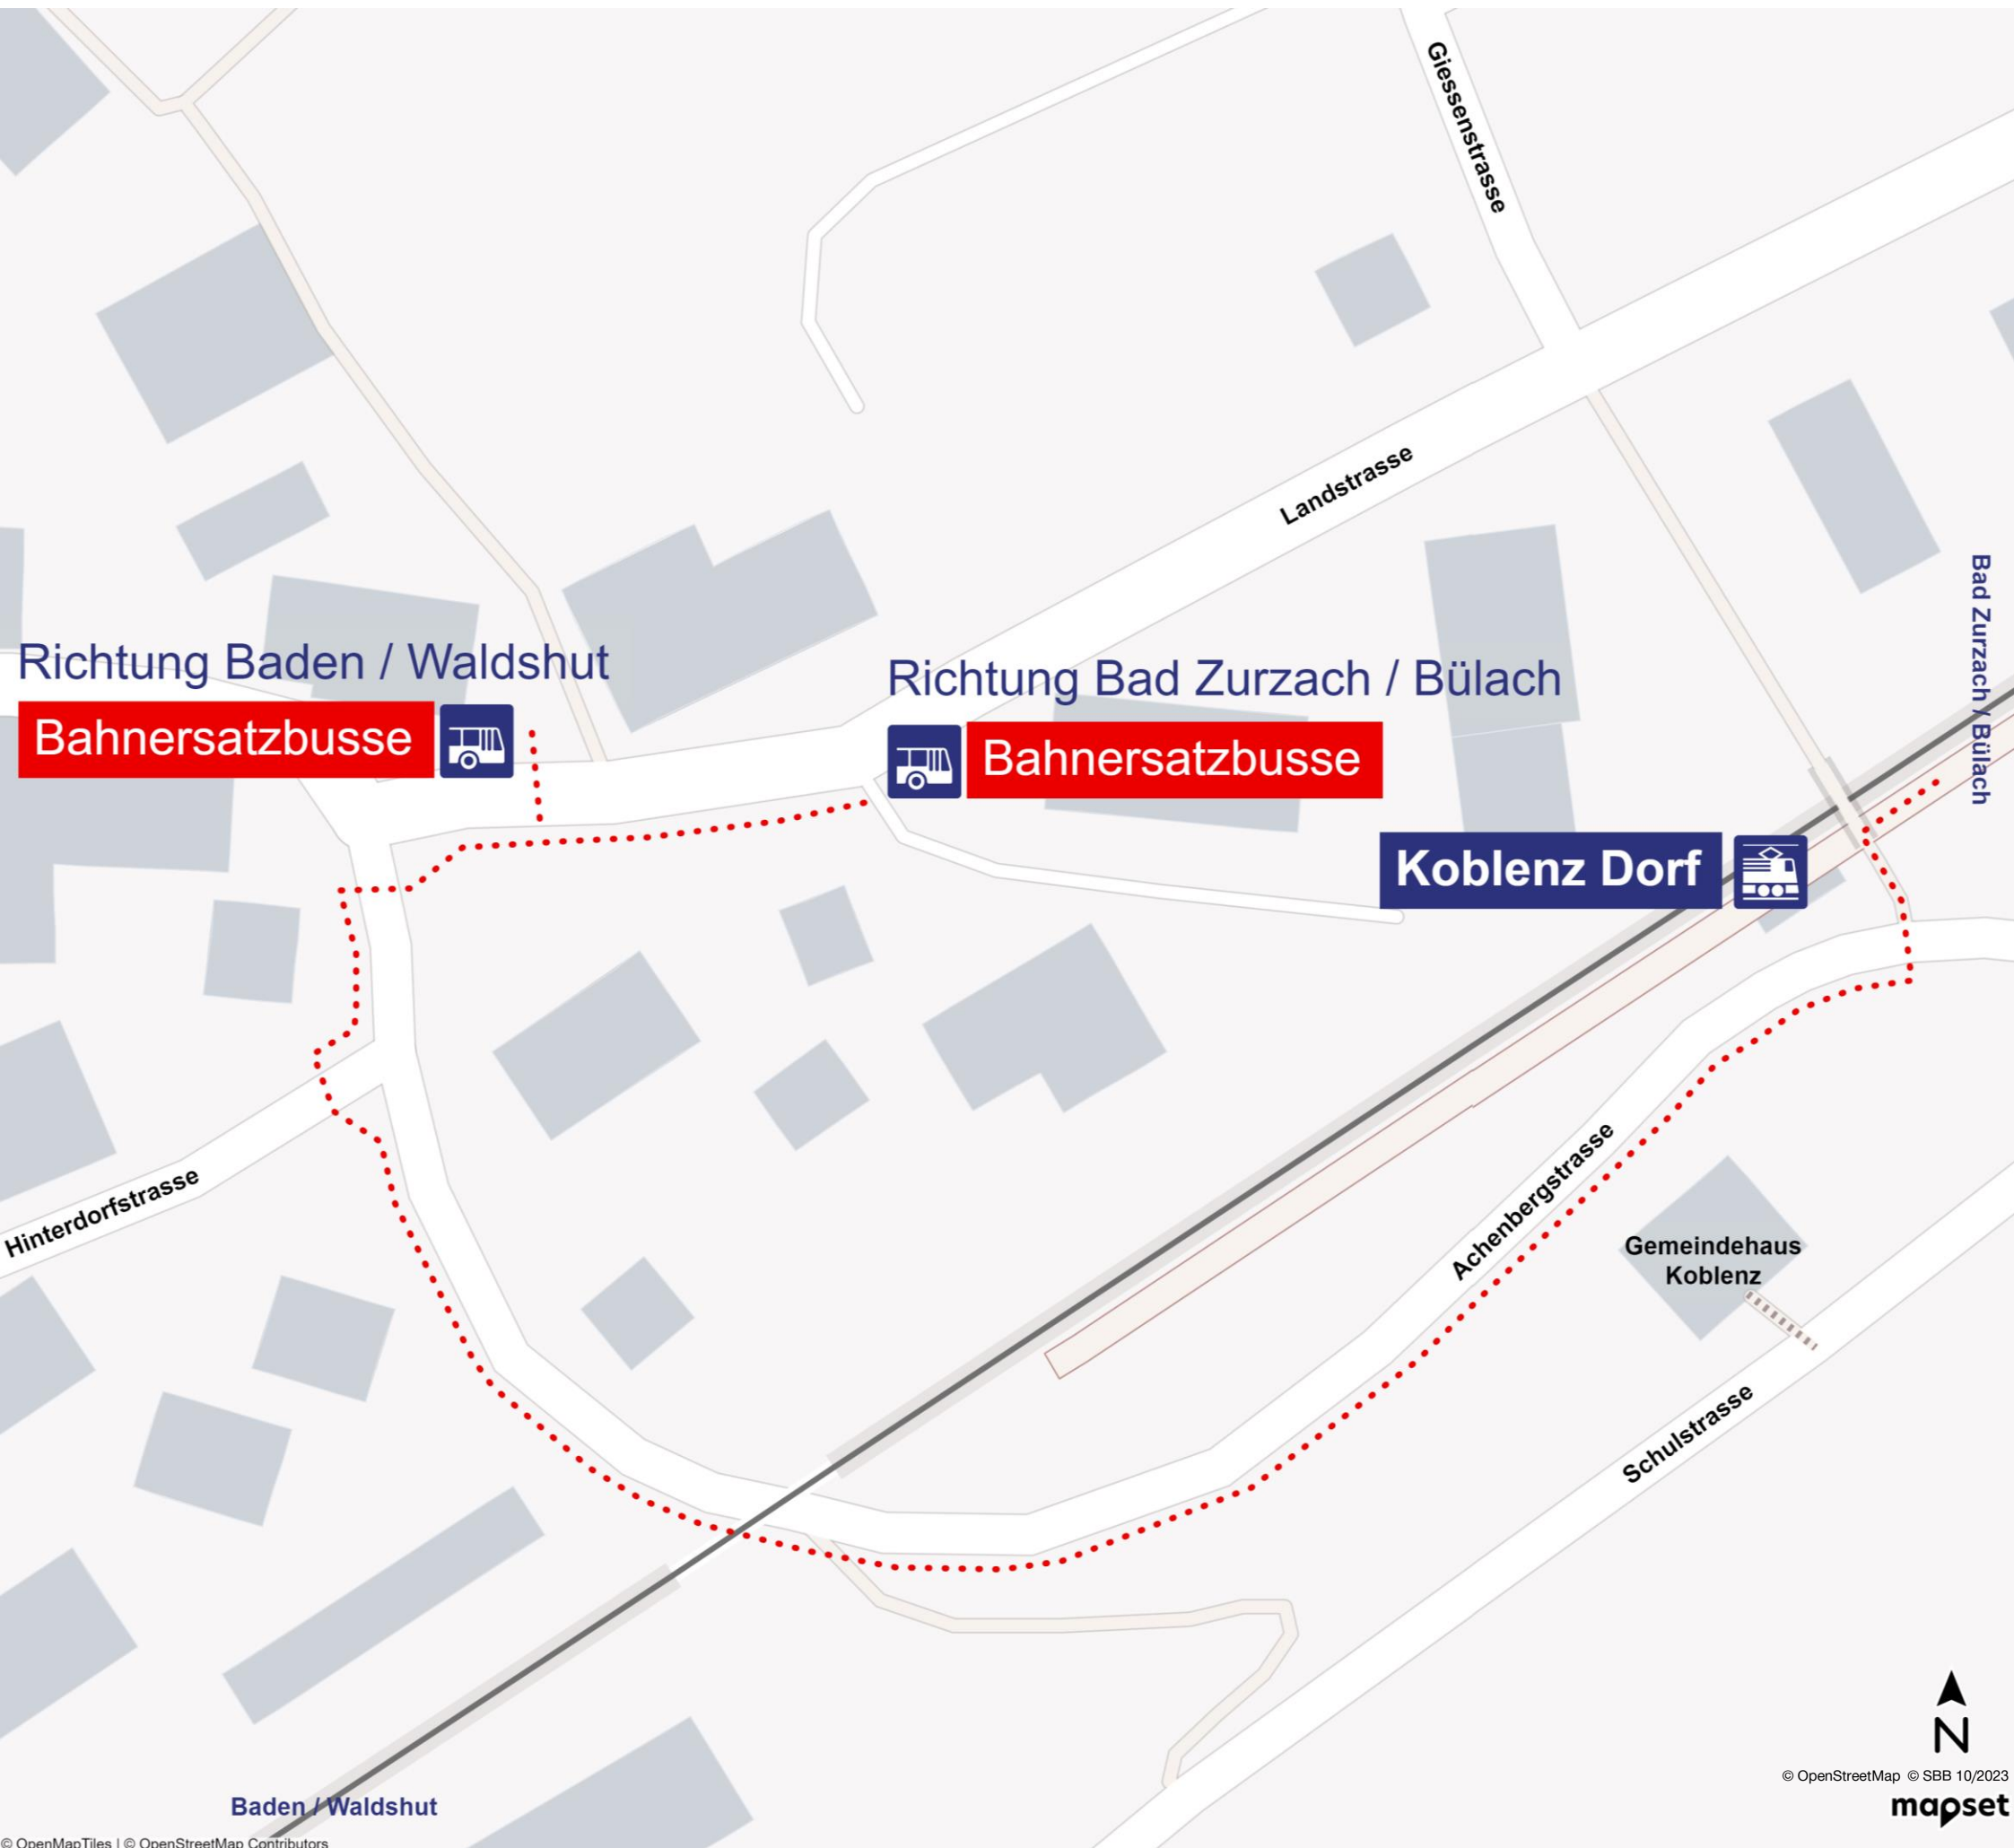 Giessenstrasse
Landstrasse
Bad Zurzach / Bülach
Richtung Baden / Waldshut
Bahnersatzbusse
Richtung Bad Zurzach / Bülach
Bahnersatzbusse
Koblenz Dorf
Achenbergstrasse
Hinterdorfstrasse
Gemeindehaus
Koblenz
Schulstrasse
N
Baden / Waldshut
© OpenStreetMap © SBB 10/2023
mapset
© OpenMapTiles | © OpenStreetMap Contributors